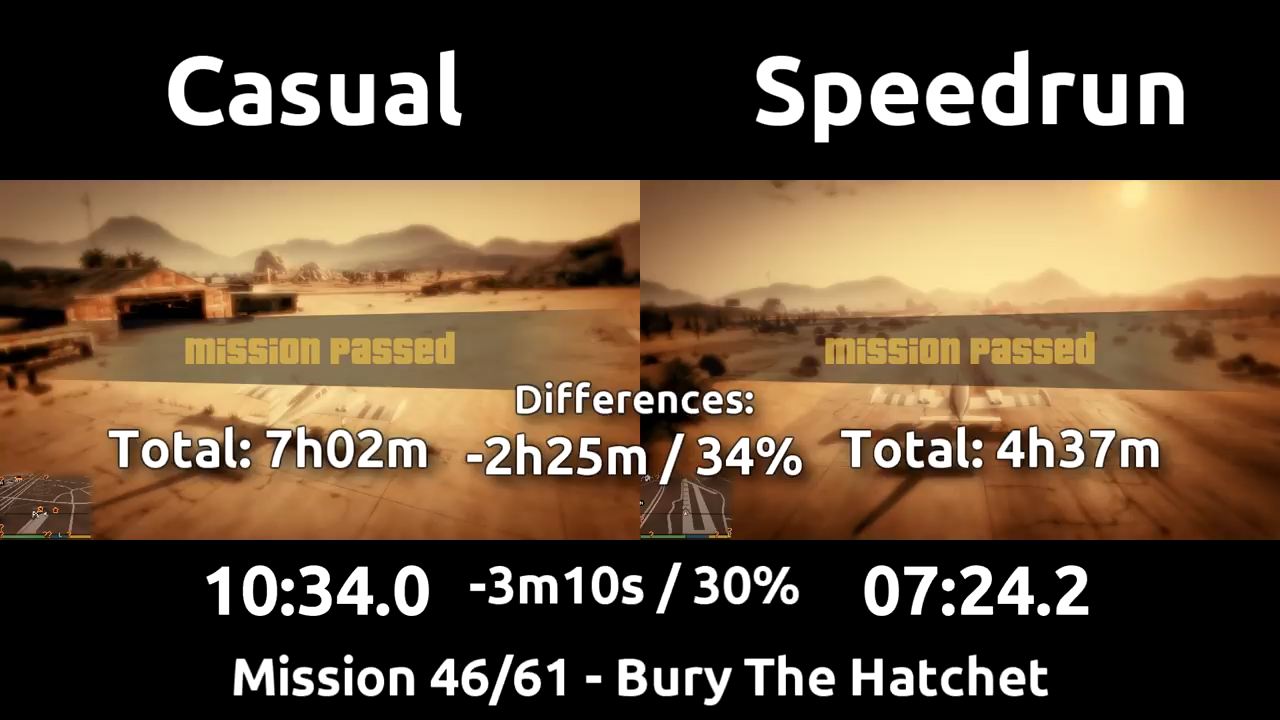 Casual
Speedrun
mission passed
mission passed
Differences:
Total: 7h02m
-2h25m / 34%
Total: 4h37m
10:34.0
-3m10s / 30%
07:24.2
Mission 46/61 - Bury The Hatchet